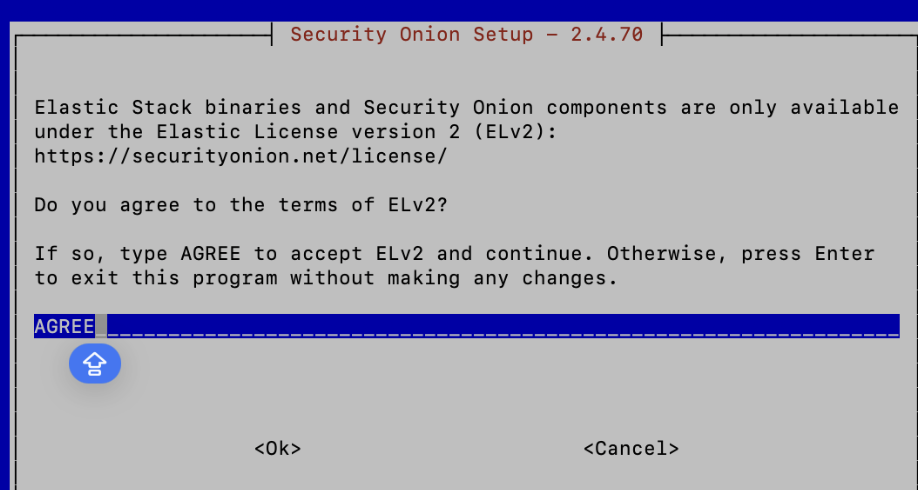 Security Onion Setup – 2.4.70
Elastic Stack binaries and Security Onion components are only available
under the Elastic License version 2 (ELv2):
https://securityonion.net/license/
Do you agree to the terms of ELv2?
If so, type AGREE to accept ELv2 and continue. Otherwise, press Enter
to exit this program without making any changes.
AGREE
<Ok> <Cancel>